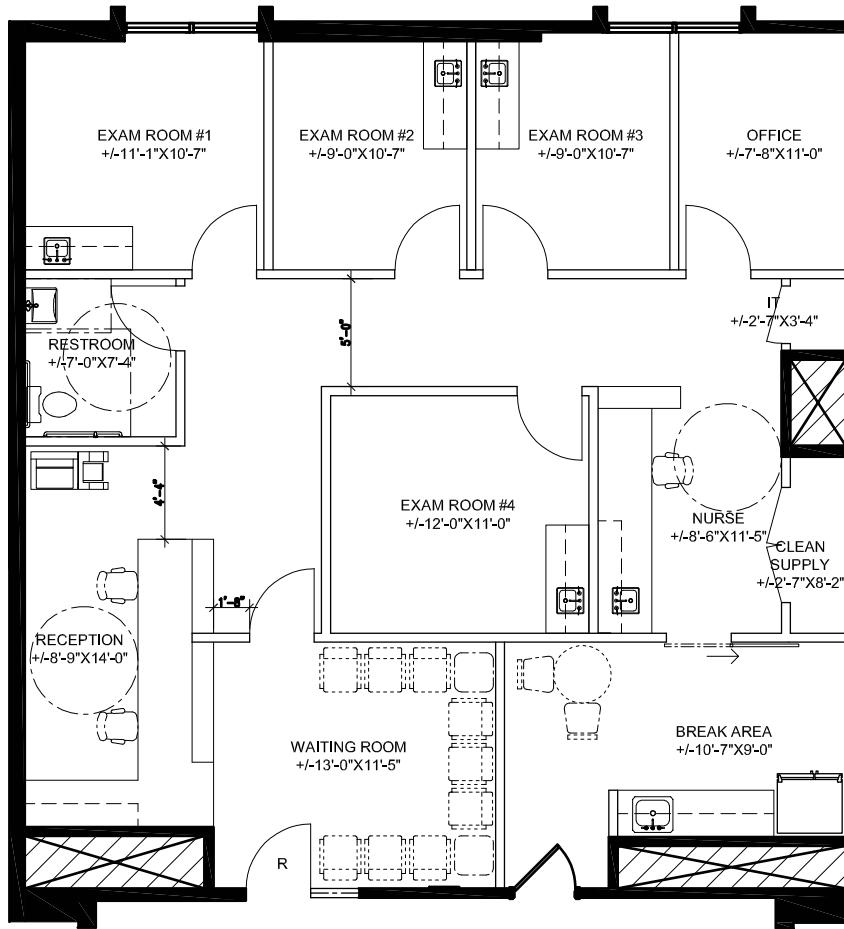 EXAM ROOM #1
+/-11'-1"X10'-7"
EXAM ROOM #2
+/-9'-0"X10'-7"
EXAM ROOM #3
+/-9'-0"X10'-7"
OFFICE
+/-7'-8"X11'-0"
IT
+/-2'-7"X3'-4"
RESTROOM
+/-7'-0"X7'-4"
5'-0"
4'-4"
EXAM ROOM #4
+/-12'-0"X11'-0"
NURSE
+/-8'-6"X11'-5"
CLEAN
SUPPLY
+/-2'-7"X8'-2"
1'-8"
RECEPTION
+/-8'-9"X14'-0"
WAITING ROOM
+/-13'-0"X11'-5"
BREAK AREA
+/-10'-7"X9'-0"
R